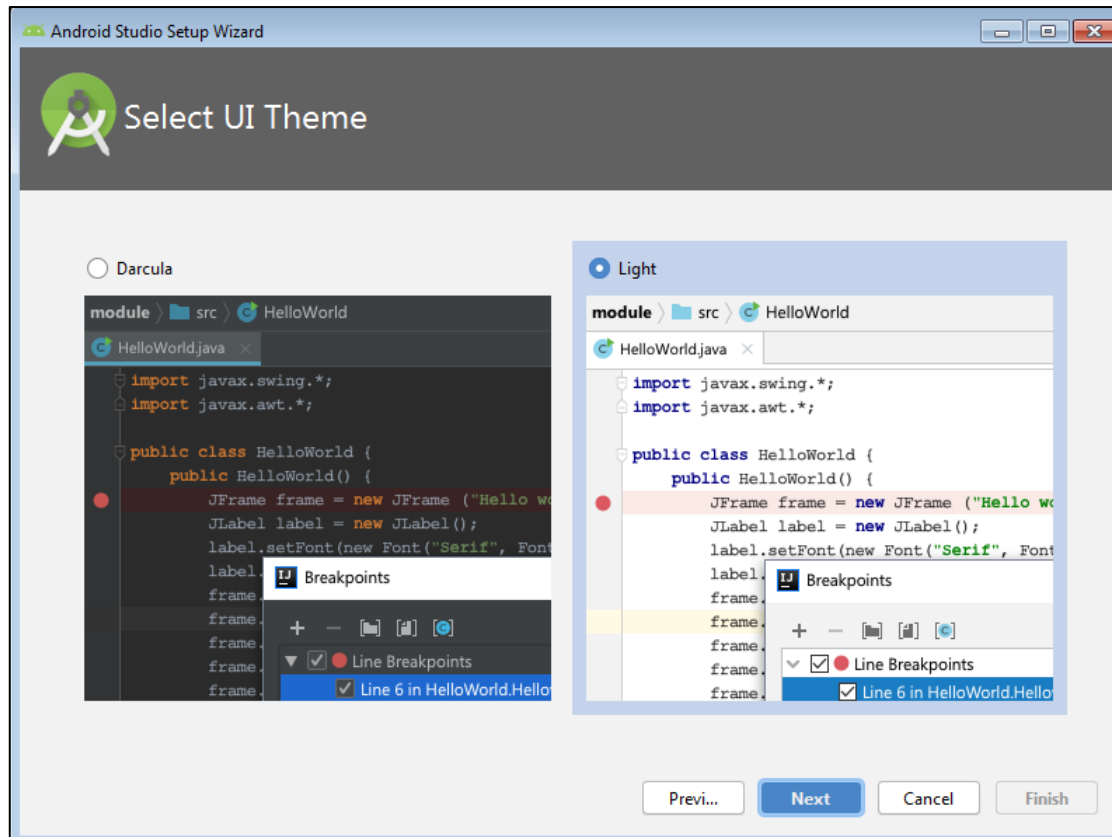 Android Studio Setup Wizard
Select UI Theme
Darcula
module src HelloWorld
HelloWorld.java
import javax.swing.*;
import javax.awt.*;
public class HelloWorld {
public HelloWorld() {
JFrame frame = new JFrame ("Hello wo
JLabel label = new JLabel();
label.setFont(new Font("Serif", Font
label.
frame.
frame.
frame.
frame.
frame.
IJ Breakpoints
Line Breakpoints
Line 6 in HelloWorld.Hello
Light
module src HelloWorld
HelloWorld.java
import javax.swing.*;
import javax.awt.*;
public class HelloWorld {
public HelloWorld() {
JFrame frame = new JFrame ("Hello wo
JLabel label = new JLabel();
label.setFont(new Font("Serif", Font
label.
frame.
frame.
frame.
frame.
frame.
IJ Breakpoints
Line Breakpoints
Line 6 in HelloWorld.Hello
Previ... Next Cancel Finish